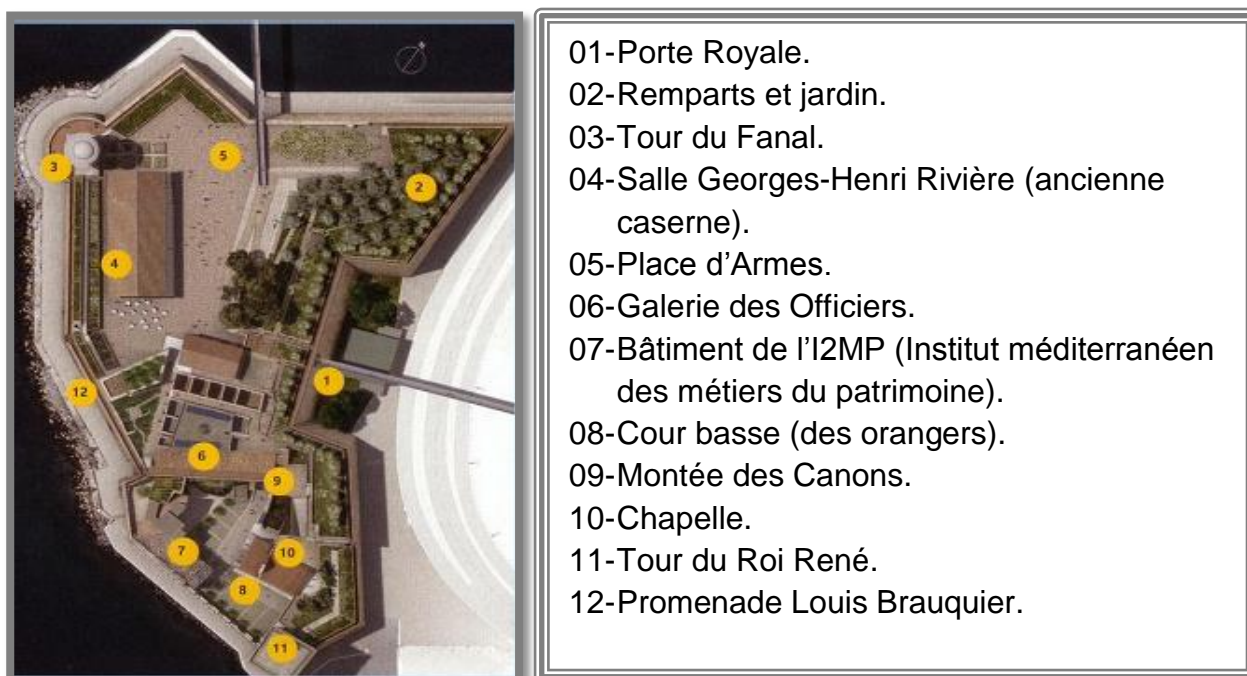 3
5
2
4
1
12
6
9
7
10
8
11
01-Porte Royale.
02-Remparts et jardin.
03-Tour du Fanal.
04-Salle Georges-Henri Rivière (ancienne
caserne).
05-Place d’Armes.
06-Galerie des Officiers.
07-Bâtiment de l’I2MP (Institut méditerranéen
des métiers du patrimoine).
08-Cour basse (des orangers).
09-Montée des Canons.
10-Chapelle.
11-Tour du Roi René.
12-Promenade Louis Brauquier.